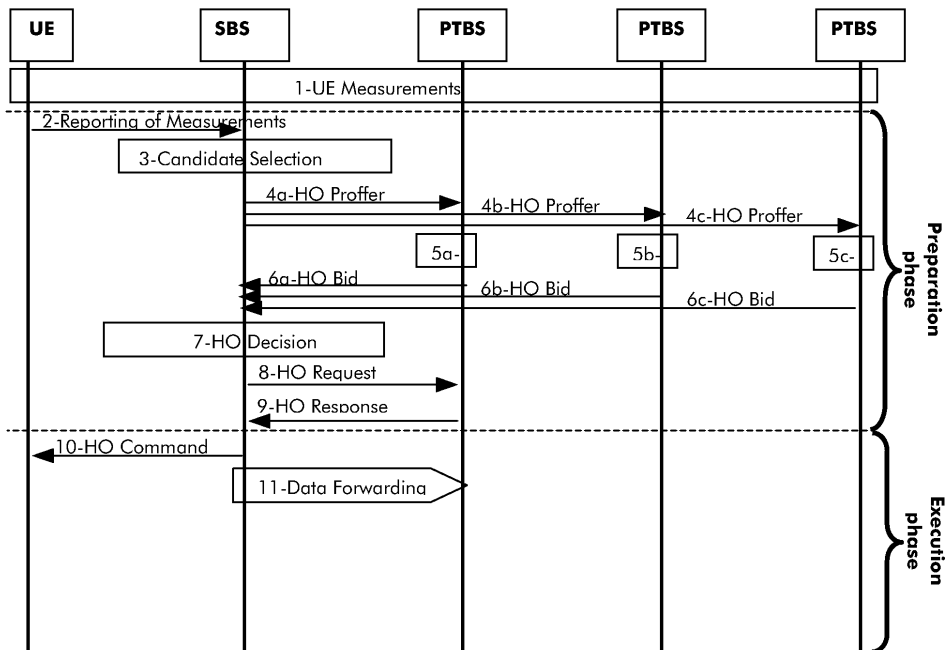 UE
SBS
PTBS
PTBS
PTBS
1-UE Measurements
2-Reporting of Measurements
3-Candidate Selection
4a-HO Proffer
4b-HO Proffer
4c-HO Proffer
5a-
5b-
5c-
6a-HO Bid
6b-HO Bid
6c-HO Bid
7-HO Decision
8-HO Request
9-HO Response
Preparation
phase
10-HO Command
11-Data Forwarding
Execution
phase